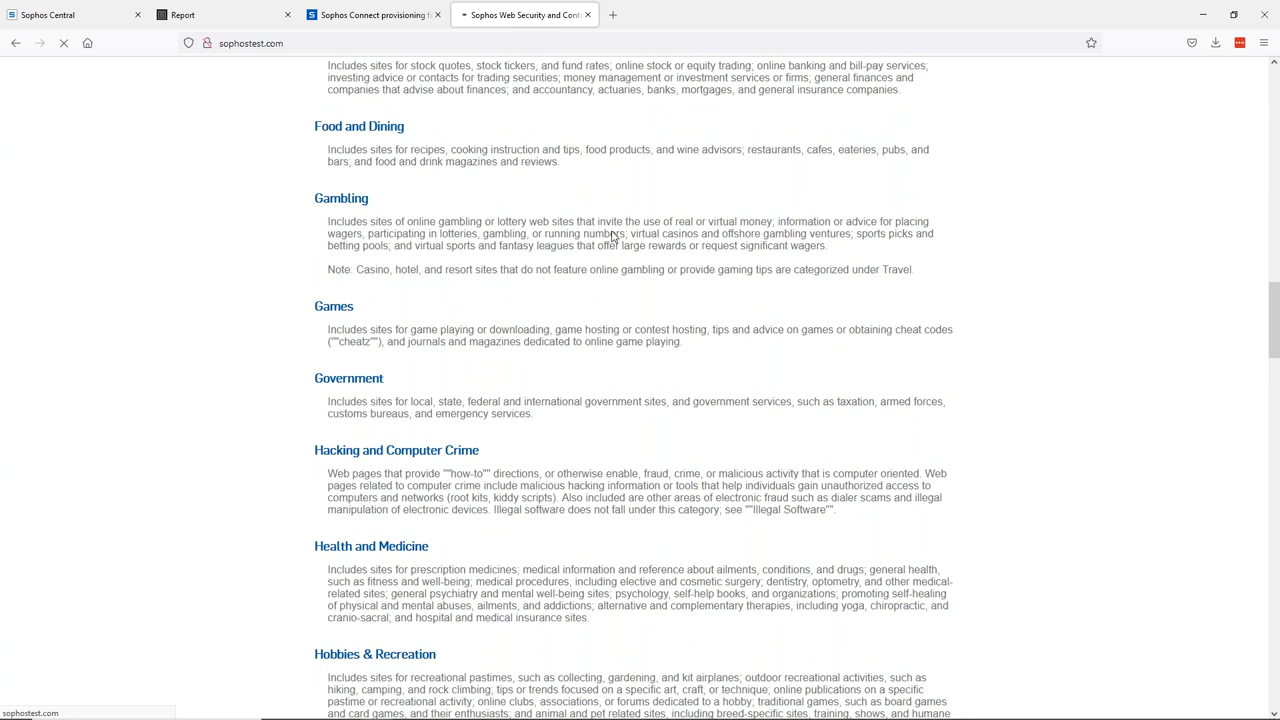 Sophos Central
Report
Sophos Connect provisioning f
Sophos Web Security and Cont
sophostest.com
Includes sites for stock quotes, stock tickers, and fund rates; online stock or equity trading; online banking and bill-pay services;
investing advice or contacts for trading securities; money management or investment services or firms; general finances and
companies that advise about finances; and accountancy, actuaries, banks, mortgages, and general insurance companies.
Food and Dining
Includes sites for recipes, cooking instruction and tips, food products, and wine advisors; restaurants, cafes, eateries, pubs, and
bars; and food and drink magazines and reviews.
Gambling
Includes sites of online gambling or lottery web sites that invite the use of real or virtual money; information or advice for placing
wagers, participating in lotteries, gambling, or running numbers; virtual casinos and offshore gambling ventures; sports picks and
betting pools; and virtual sports and fantasy leagues that offer large rewards or request significant wagers.
Note: Casino, hotel, and resort sites that do not feature online gambling or provide gaming tips are categorized under Travel.
Games
Includes sites for game playing or downloading, game hosting or contest hosting, tips and advice on games or obtaining cheat codes
(""cheatz""), and journals and magazines dedicated to online game playing.
Government
Includes sites for local, state, federal and international government sites, and government services, such as taxation, armed forces,
customs bureaus, and emergency services.
Hacking and Computer Crime
Web pages that provide ""how-to"" directions, or otherwise enable, fraud, crime, or malicious activity that is computer oriented. Web
pages related to computer crime include malicious hacking information or tools that help individuals gain unauthorized access to
computers and networks (root kits, kiddy scripts). Also included are other areas of electronic fraud such as dialer scams and illegal
manipulation of electronic devices. Illegal software does not fall under this category; see ""Illegal Software"".
Health and Medicine
Includes sites for prescription medicines; medical information and reference about ailments, conditions, and drugs; general health,
such as fitness and well-being; medical procedures, including elective and cosmetic surgery; dentistry, optometry, and other medical-
related sites; general psychiatry and mental well-being sites; psychology, self-help books, and organizations; promoting self-healing
of physical and mental abuses, ailments, and addictions; alternative and complementary therapies, including yoga, chiropractic, and
cranio-sacral; and hospital and medical insurance sites.
Hobbies & Recreation
Includes sites for recreational pastimes, such as collecting, gardening, and kit airplanes; outdoor recreational activities, such as
hiking, camping, and rock climbing; tips or trends focused on a specific art, craft, or technique; online publications on a specific
pastime or recreational activity; online clubs, associations, or forums dedicated to a hobby; traditional games, such as board games
and card games, and their enthusiasts; and animal and pet related sites, including breed-specific sites, training, shows, and humane
sophostest.com